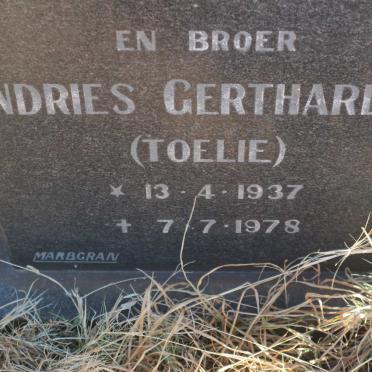 EN BROER
NDRIES GERTHARD
(TOELIE)
* 13-4-1937
+ 7-7-1978
MARBGRAN